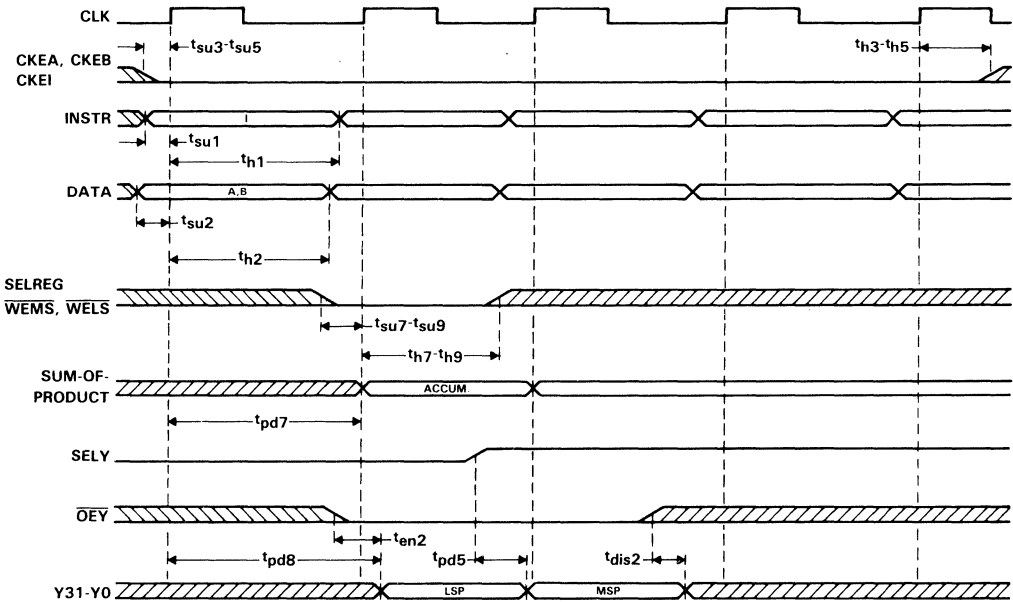 CLK
tsu3-tsu5
th3-th5
CKEA, CKEB
CKEI
INSTR
tsu1
th1
DATA
A,B
tsu2
th2
SELREG
WEMS, WELS
tsu7-tsu9
th7-th9
SUM-OF-
PRODUCT
ACCUM.
tpd7
SELY
OEY
ten2
tpd8
tpd5
tdis2
Y31-Y0
LSP
MSP